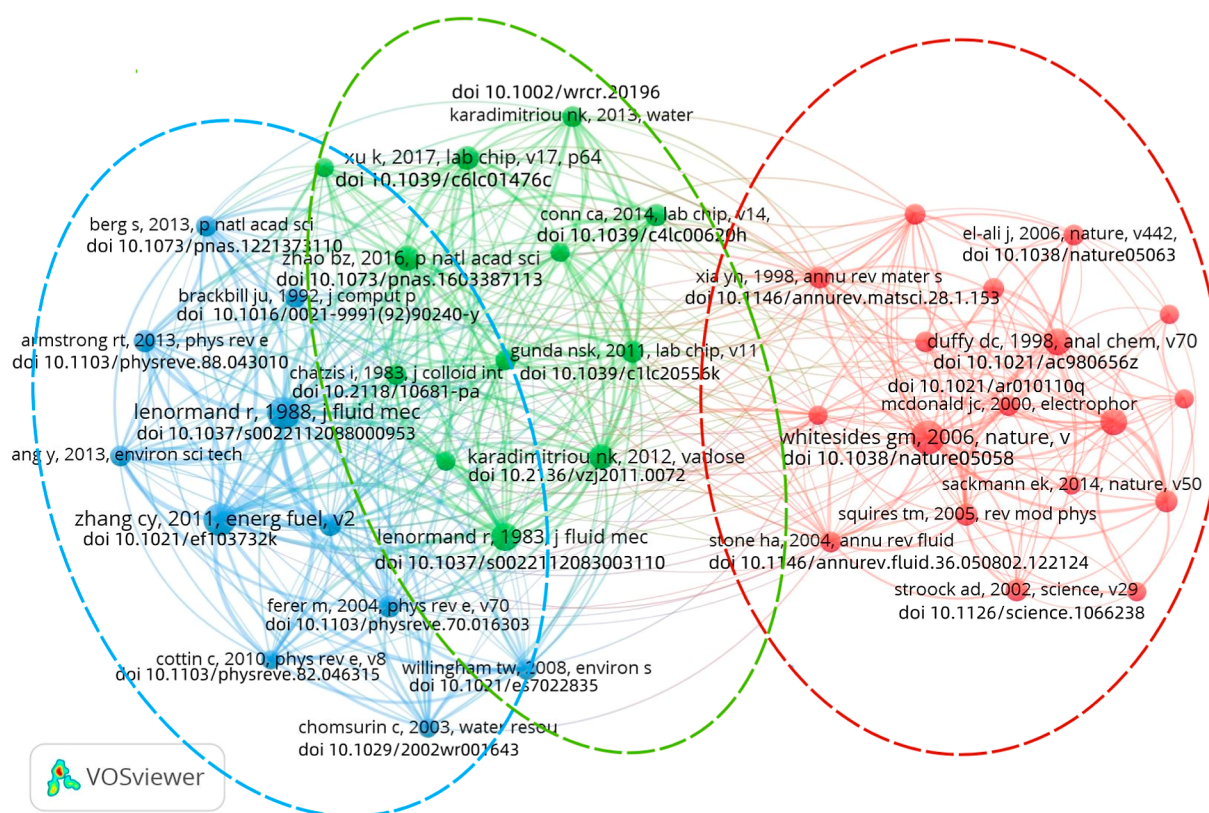 doi 10.1002/wrcr.20196
karadimitriou nk, 2013, water
xu k, 2017, lab chip, v17, p64
doi 10.1039/c6lc01476c
berg s, 2013, p natl acad sci
doi 10.1073/pnas.1221373110
conn ca, 2014, lab chip, v14,
doi 10.1039/c4lc00620h
zhao bz, 2016, p natl acad sci
doi 10.1073/pnas.1603387113
brackbill ju, 1992, j comput p
doi 10.1016/0021-9991(92)90240-y
armstrong rt, 2013, phys rev e
doi 10.1103/physreve.88.043010
gunda nsk, 2011, lab chip, v11
doi 10.1039/c1lc20556k
chatzis i, 1983, j colloid int
doi 10.2118/10681-pa
lenormand r, 1988, j fluid mec
doi 10.1037/s0022112088000953
ang y, 2013, environ sci tech
karadimitriou nk, 2012, vadose
doi 10.2136/vzj2011.0072
zhang cy, 2011, energ fuel, v2
doi 10.1021/ef103732k
lenormand r, 1983, j fluid mec
doi 10.1037/s0022112083003110
ferer m, 2004, phys rev e, v70
doi 10.1103/physreve.70.016303
cottin c, 2010, phys rev e, v8
doi 10.1103/physreve.82.046315
willingham tw, 2008, environ s
doi 10.1021/es7022835
chomsurin c, 2003, water resou
doi 10.1029/2002wr001643
el-ali j, 2006, nature, v442,
doi 10.1038/nature05063
xia yn, 1998, annu rev mater s
doi 10.1146/annurev.matsci.28.1.153
duffy dc, 1998, anal chem, v70
doi 10.1021/ac980656z
doi 10.1021/ar010110q
mcdonald jc, 2000, electrophor
whitesides gm, 2006, nature, v
doi 10.1038/nature05058
sackmann ek, 2014, nature, v50
squires tm, 2005, rev mod phys
stone ha, 2004, annu rev fluid
doi 10.1146/annurev.fluid.36.050802.122124
stroock ad, 2002, science, v29
doi 10.1126/science.1066238
VOSviewer